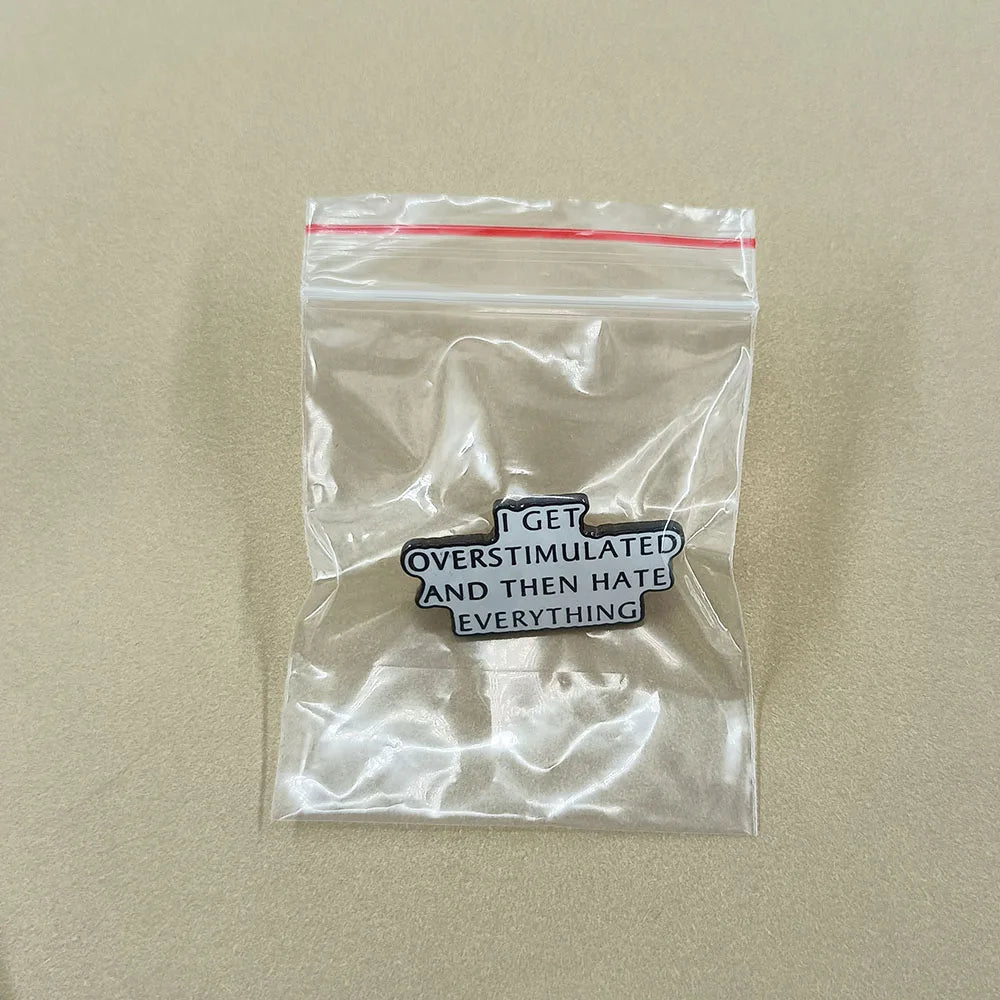 I GET
OVERSTIMULATED
AND THEN HATE
EVERYTHING